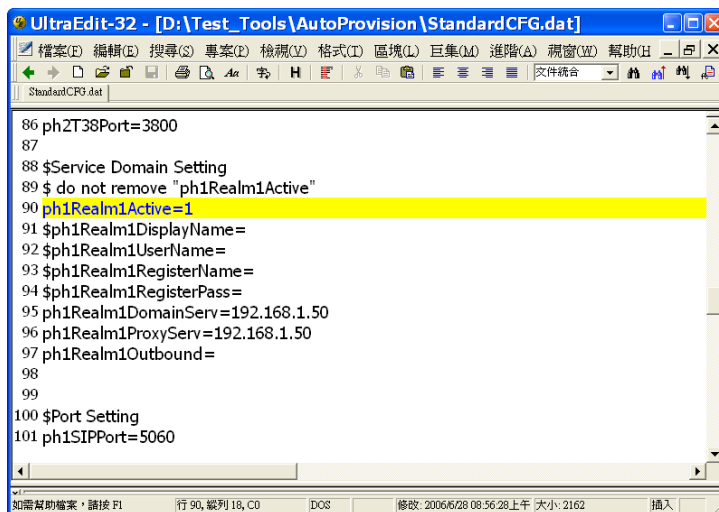 UltraEdit-32 - [D:\Test_Tools\AutoProvision\StandardCFG.dat]
檔案(F) 編輯(E) 搜尋(S) 專案(P) 檢視(V) 格式(T) 區塊(L) 巨集(M) 進階(A) 視窗(W) 幫助(H
Aa H 文件統合
StandardCFG.dat
86 ph2T38Port=3800
87
88 $Service Domain Setting
89 $ do not remove "ph1Realm1Active"
90 ph1Realm1Active=1
91 $ph1Realm1DisplayName=
92 $ph1Realm1UserName=
93 $ph1Realm1RegisterName=
94 $ph1Realm1RegisterPass=
95 ph1Realm1DomainServ=192.168.1.50
96 ph1Realm1ProxyServ=192.168.1.50
97 ph1Realm1Outbound=
98
99
100 $Port Setting
101 ph1SIPPort=5060
如需幫助檔案，請按 F1 行 90, 縱列 18, C0 DOS 修改: 2006/6/28 08:56:28上午 大小: 2162 插入